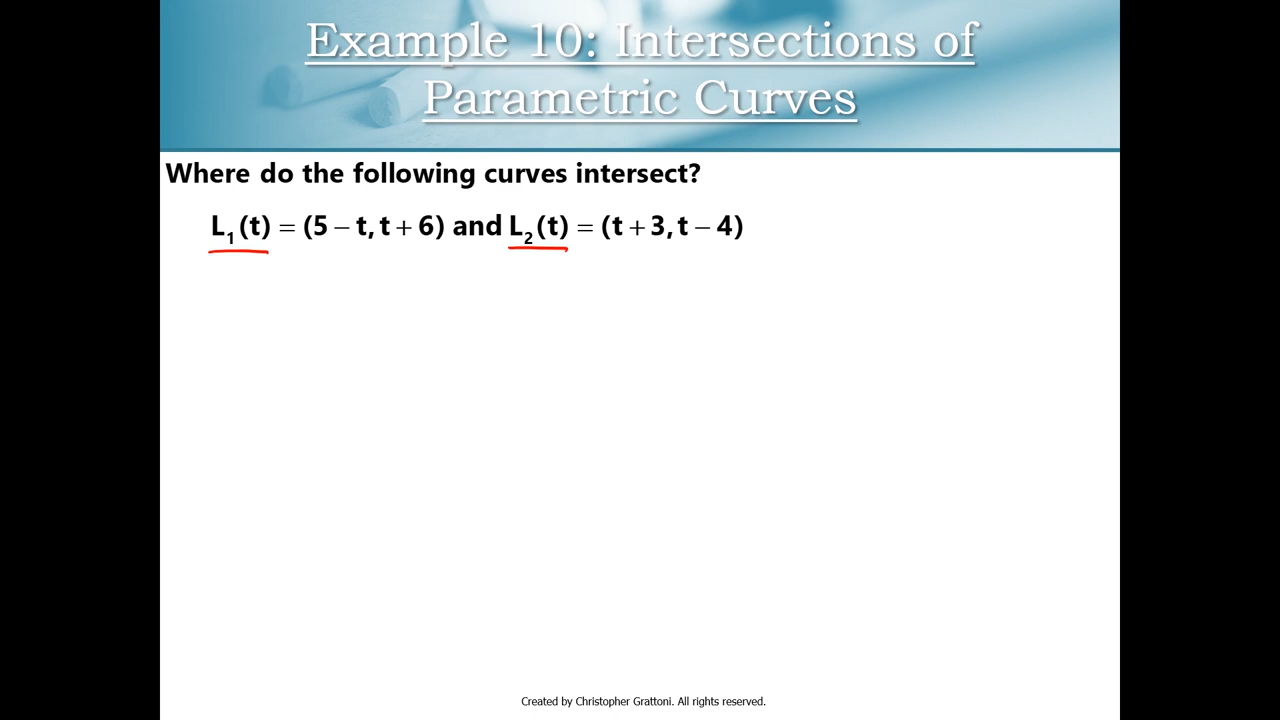 Example 10: Intersections of
Parametric Curves
Where do the following curves intersect?
L₁(t) = (5 − t, t + 6) and L₂(t) = (t + 3, t − 4)
Created by Christopher Grattoni. All rights reserved.